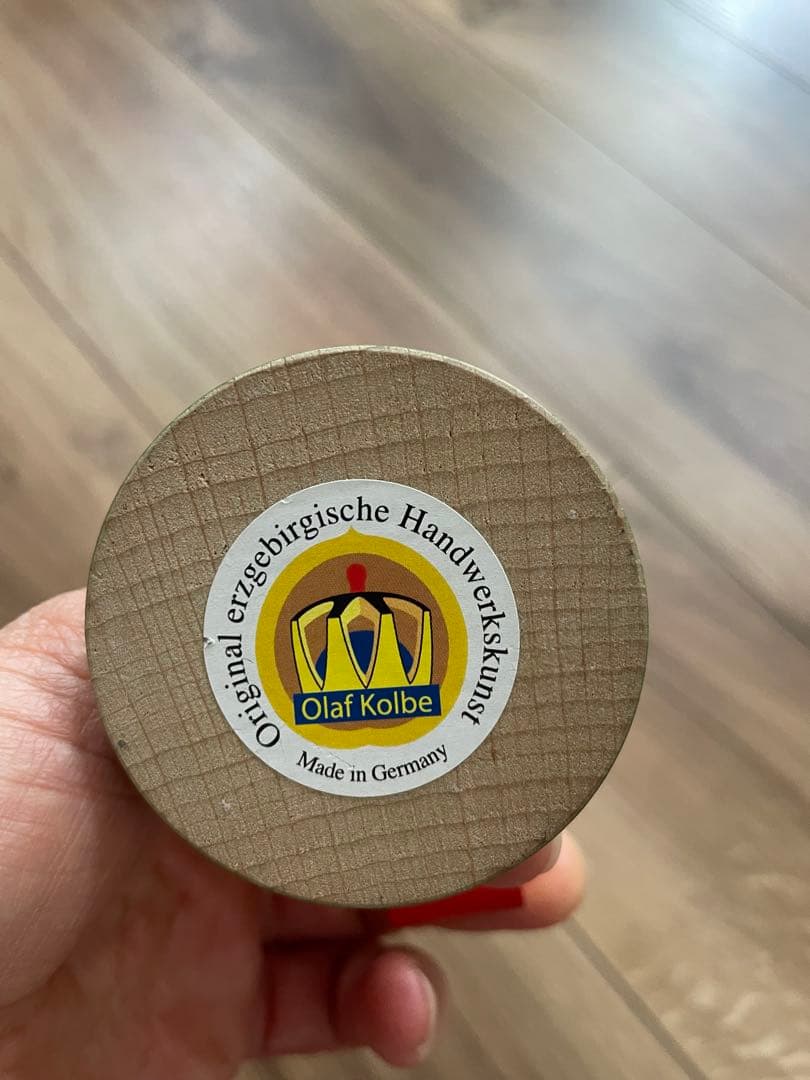 Original erzgebirgische Handwerkskunst
Olaf Kolbe
Made in Germany